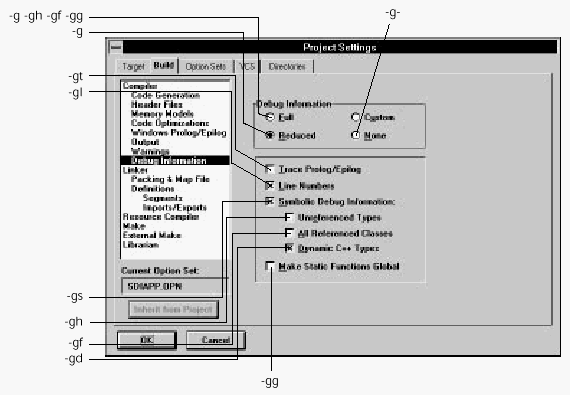 -g -gh -gf -gg
-g-
-g
Project Settings
Target Build Option Sets VCS Directories
-gt
-gl
Compiler
Code Generation
Header Files
Memory Models
Code Optimizations
Windows Prolog/Epilog
Output
Warnings
Debug Information
Linker
Packing & Map File
Definitions
Segments
Imports/Exports
Resource Compiler
Make
External Make
Librarian
Debug Information
Full Custom
Reduced None
Trace Prolog/Epilog
Line Numbers
Symbolic Debug Information:
Unreferenced Types
All Referenced Classes
Dynamic C++ Types
Make Static Functions Global
Current Option Set:
SDIAPP.OPN
Inherit from Project
OK Cancel
-gs
-gh
-gf
-gd
-gg